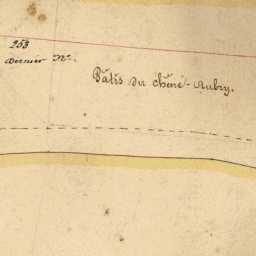 253
dernier N°.
Pâtis du chêne-Aubry.